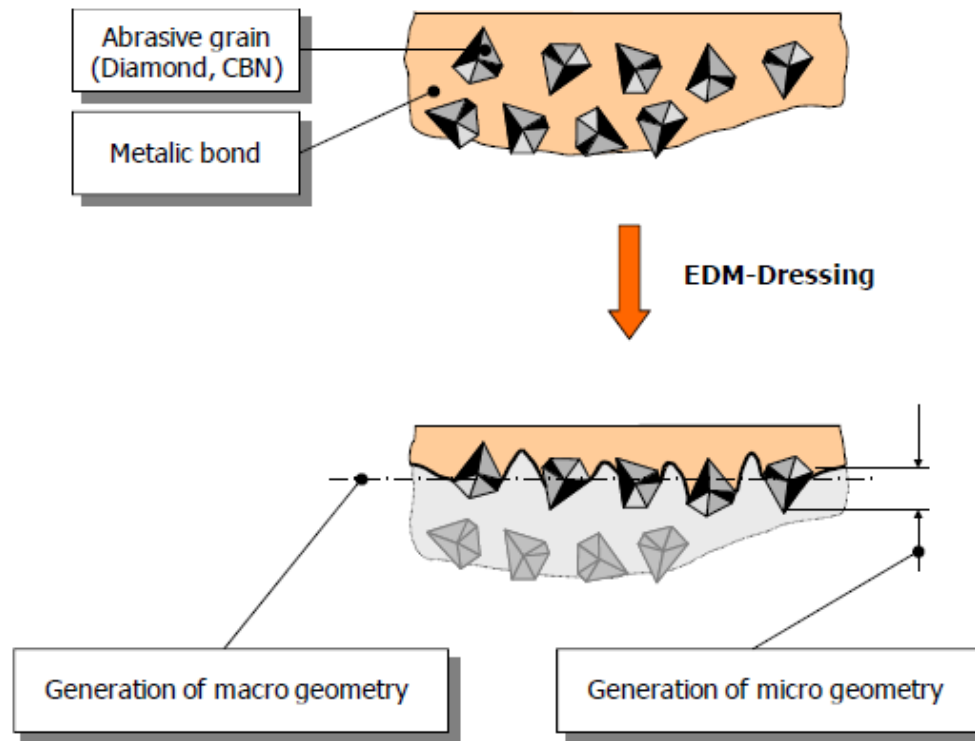 Abrasive grain
(Diamond, CBN)
Metalic bond
EDM-Dressing
Generation of macro geometry
Generation of micro geometry